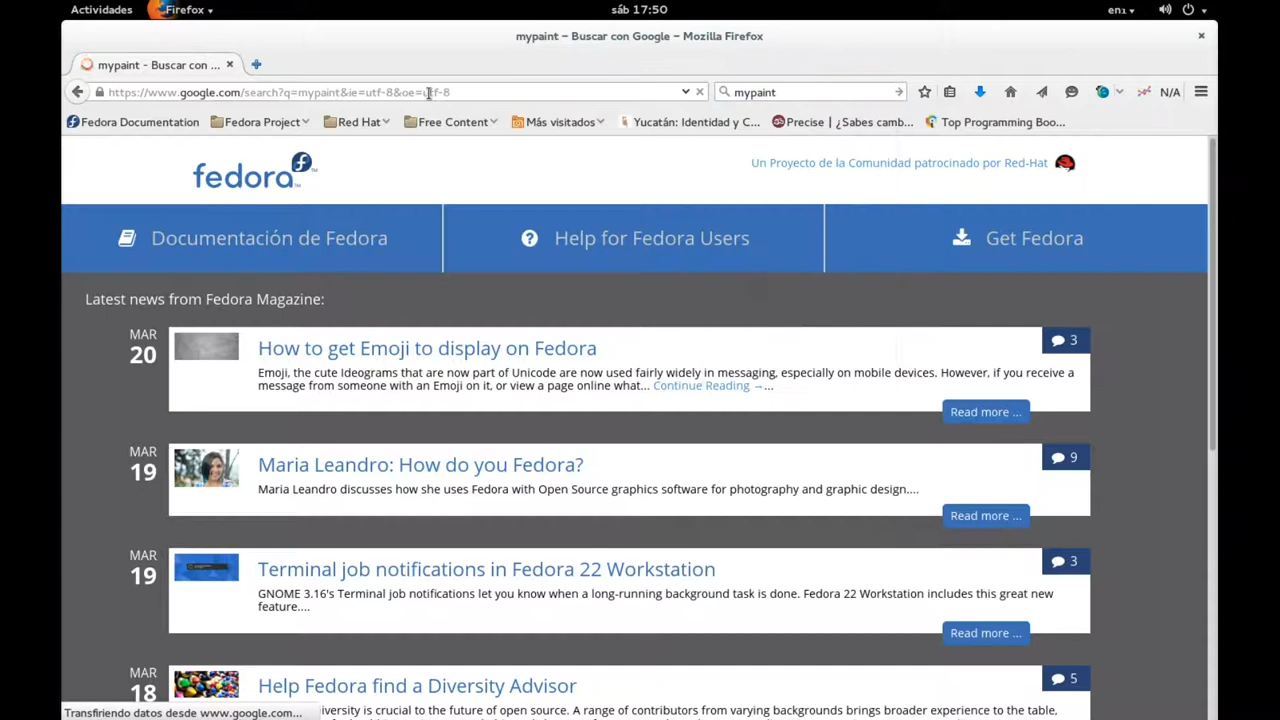 Actividades Firefox sáb 17:50 en1
mypaint – Buscar con Google – Mozilla Firefox
mypaint – Buscar con ...
https://www.google.com/search?q=mypaint&ie=utf-8&oe=utf-8 mypaint N/A
Fedora Documentation Fedora Project Red Hat Free Content Más visitados Yucatán: Identidad y C... Precise | ¿Sabes camb... Top Programming Boo...
fedora
Un Proyecto de la Comunidad patrocinado por Red-Hat
Documentación de Fedora Help for Fedora Users Get Fedora
Latest news from Fedora Magazine:
MAR
20
How to get Emoji to display on Fedora
3
Emoji, the cute Ideograms that are now part of Unicode are now used fairly widely in messaging, especially on mobile devices. However, if you receive a
message from someone with an Emoji on it, or view a page online what... Continue Reading →...
Read more ...
MAR
19
Maria Leandro: How do you Fedora?
9
Maria Leandro discusses how she uses Fedora with Open Source graphics software for photography and graphic design....
Read more ...
MAR
19
Terminal job notifications in Fedora 22 Workstation
3
GNOME 3.16's Terminal job notifications let you know when a long-running background task is done. Fedora 22 Workstation includes this great new
feature....
Read more ...
MAR
18
Help Fedora find a Diversity Advisor
5
iversity is crucial to the future of open source. A range of contributors from varying backgrounds brings broader experience to the table,
Transfiriendo datos desde www.google.com...